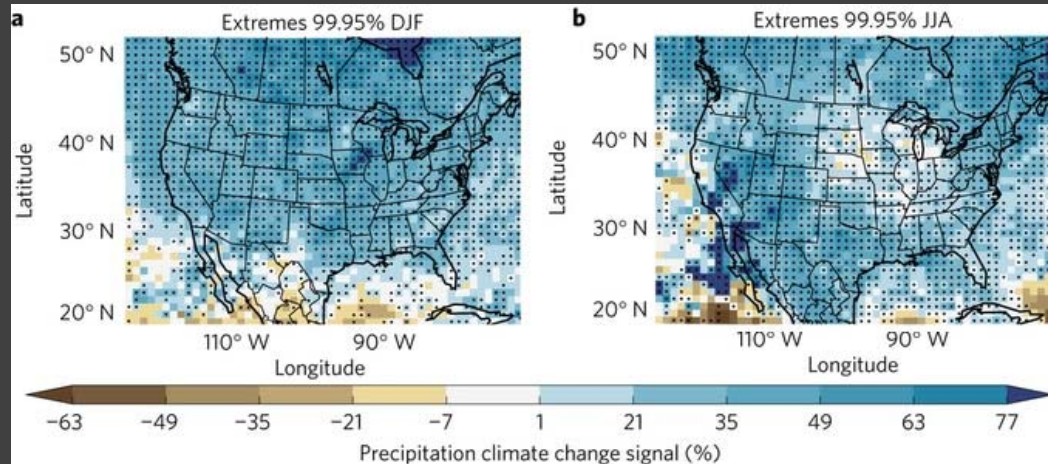 a
Extremes 99.95% DJF
50° N
40° N
30° N
20° N
Latitude
110° W 90° W
Longitude
b
Extremes 99.95% JJA
50° N
40° N
30° N
20° N
Latitude
110° W 90° W
Longitude
−63 −49 −35 −21 −7 1 21 35 49 63 77
Precipitation climate change signal (%)